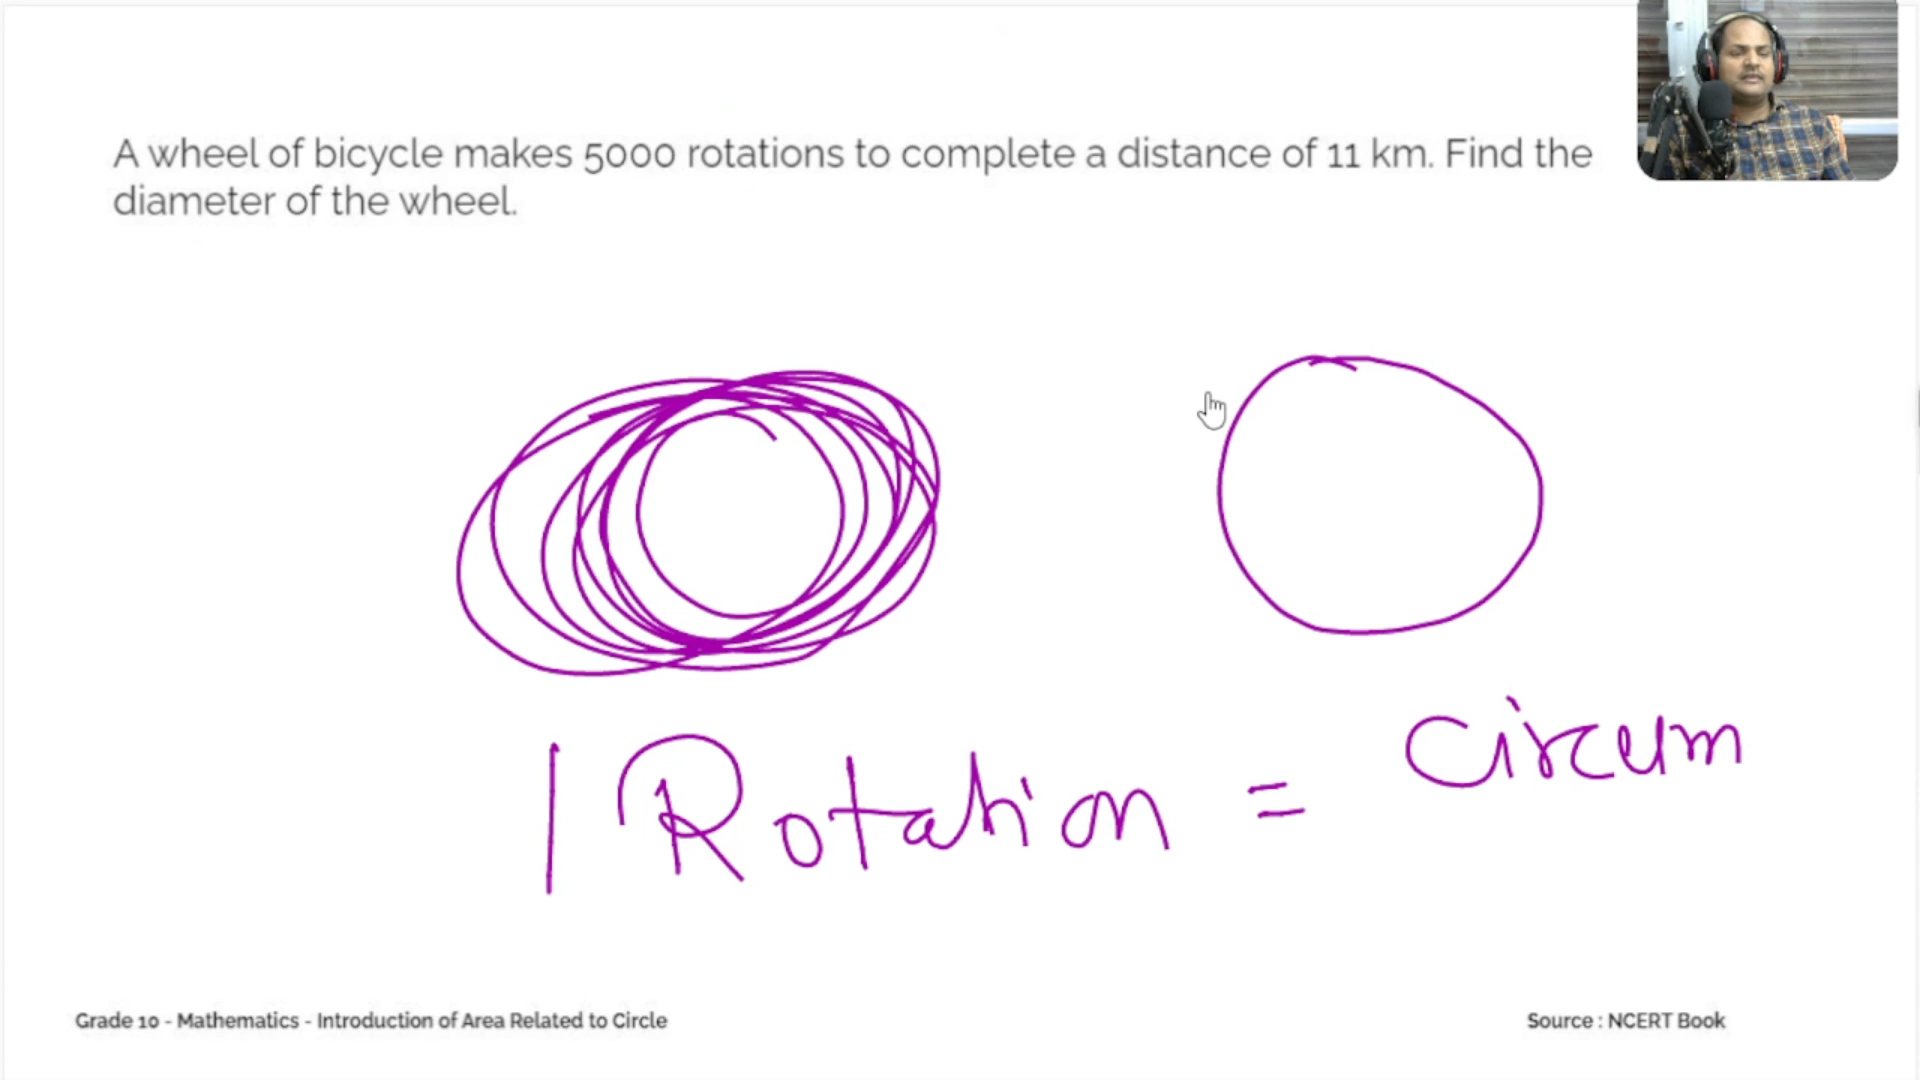 A wheel of bicycle makes 5000 rotations to complete a distance of 11 km. Find the
diameter of the wheel.
1 Rotation = Circum
Grade 10 - Mathematics - Introduction of Area Related to Circle
Source : NCERT Book